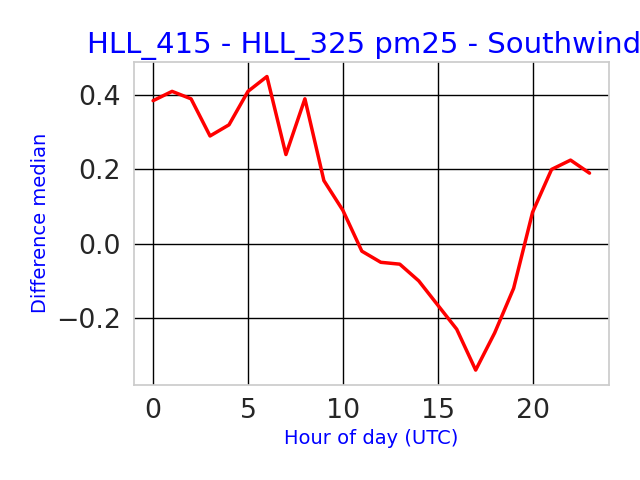 HLL_415 - HLL_325 pm25 - Southwind
0.4
0.2
0.0
−0.2
Difference median
0 5 10 15 20
Hour of day (UTC)